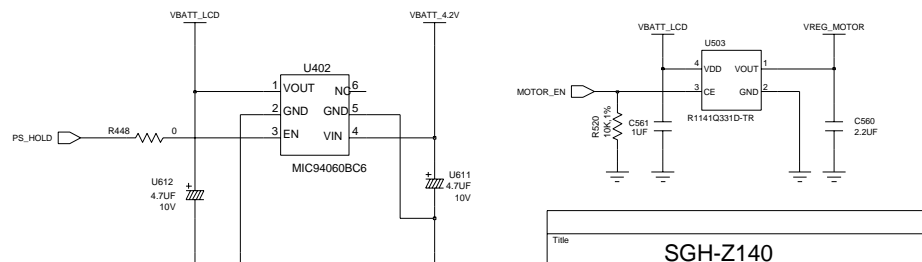 VBATT_LCD
VBATT_4.2V
U402
1 VOUT NC 6
2 GND GND 5
3 EN VIN 4
MIC94060BC6
PS_HOLD
R448 0
U612
4.7UF
10V
U611
4.7UF
10V
VBATT_LCD
U503
VREG_MOTOR
4 VDD VOUT 1
3 CE GND 2
R1141Q331D-TR
MOTOR_EN
R520
10K,1%
C561
1UF
C560
2.2UF
Title
SGH-Z140